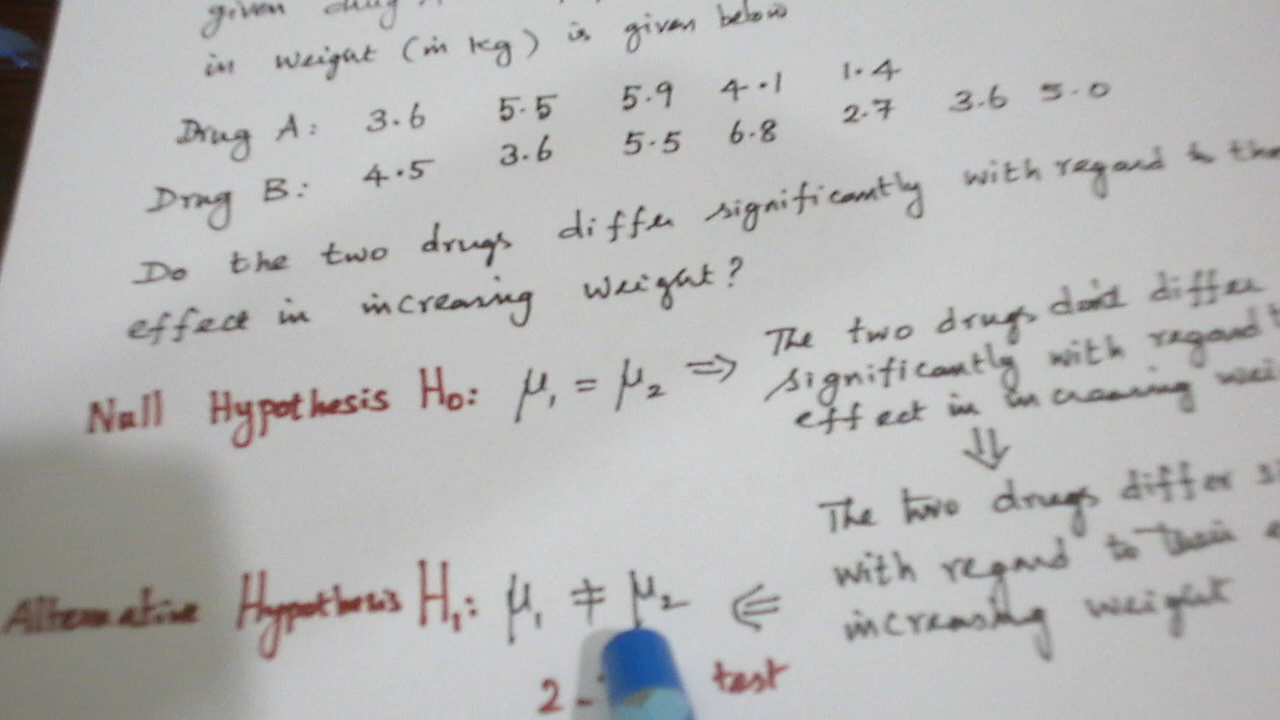 given drug
in weight (in kg) is given below
Drug A: 3.6 5.5 5.9 4.1 1.4
Drug B: 4.5 3.6 5.5 6.8 2.7 3.6 5.0
Do the two drugs differ significantly with regard to
effect in increasing weight?
Null Hypothesis H₀: μ₁ = μ₂ ⇒ The two drugs don't differ
significantly with regard
effect in increasing
⇓
The two drugs differ
with regard to their
increasing weight
Alternative Hypothesis H₁: μ₁ ≠ μ₂ ⇐
2 - test